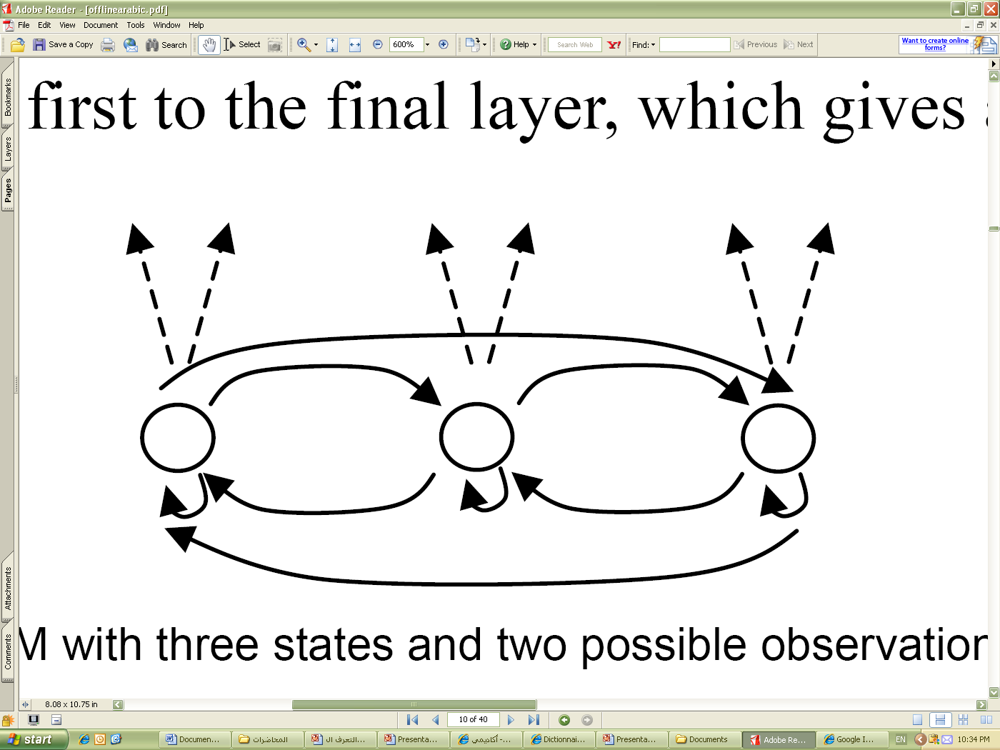 Adobe Reader - [offlinearabic.pdf]
File Edit View Document Tools Window Help
Save a Copy Search Select 600% Help Search Web Y! Find: Previous Next
Want to create online forms?
Bookmarks
Layers
Pages
Attachments
Comments
first to the final layer, which gives
M with three states and two possible observation
8.08 x 10.75 in
10 of 40
start Documen... المحاضرات التعرف ال... Presenta... أكاديمي -... Dictionnai... Presenta... Documents Adobe Re... Google I... EN 10:34 PM